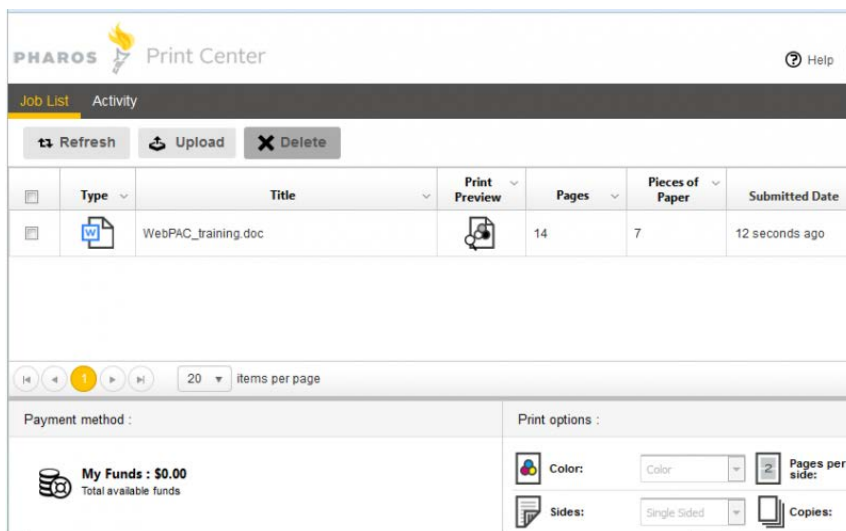 PHAROS Print Center
Help
Job List Activity
Refresh Upload Delete
Type Title Print Preview Pages Pieces of Paper Submitted Date
W WebPAC_training.doc 14 7 12 seconds ago
1 20 items per page
Payment method :
Print options :
My Funds : $0.00
Total available funds
Color: Color 2 Pages per side:
Sides: Single Sided Copies: